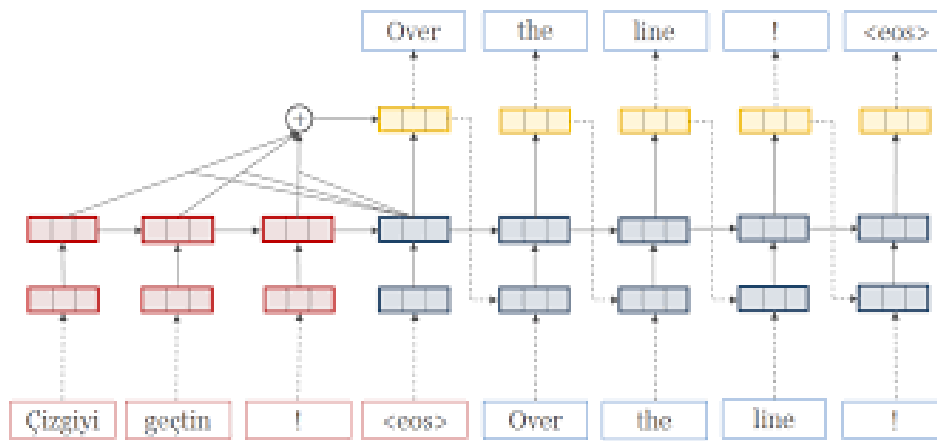 Over the line ! <eos>
+
Çizgiyi geçtin ! <eos> Over the line !